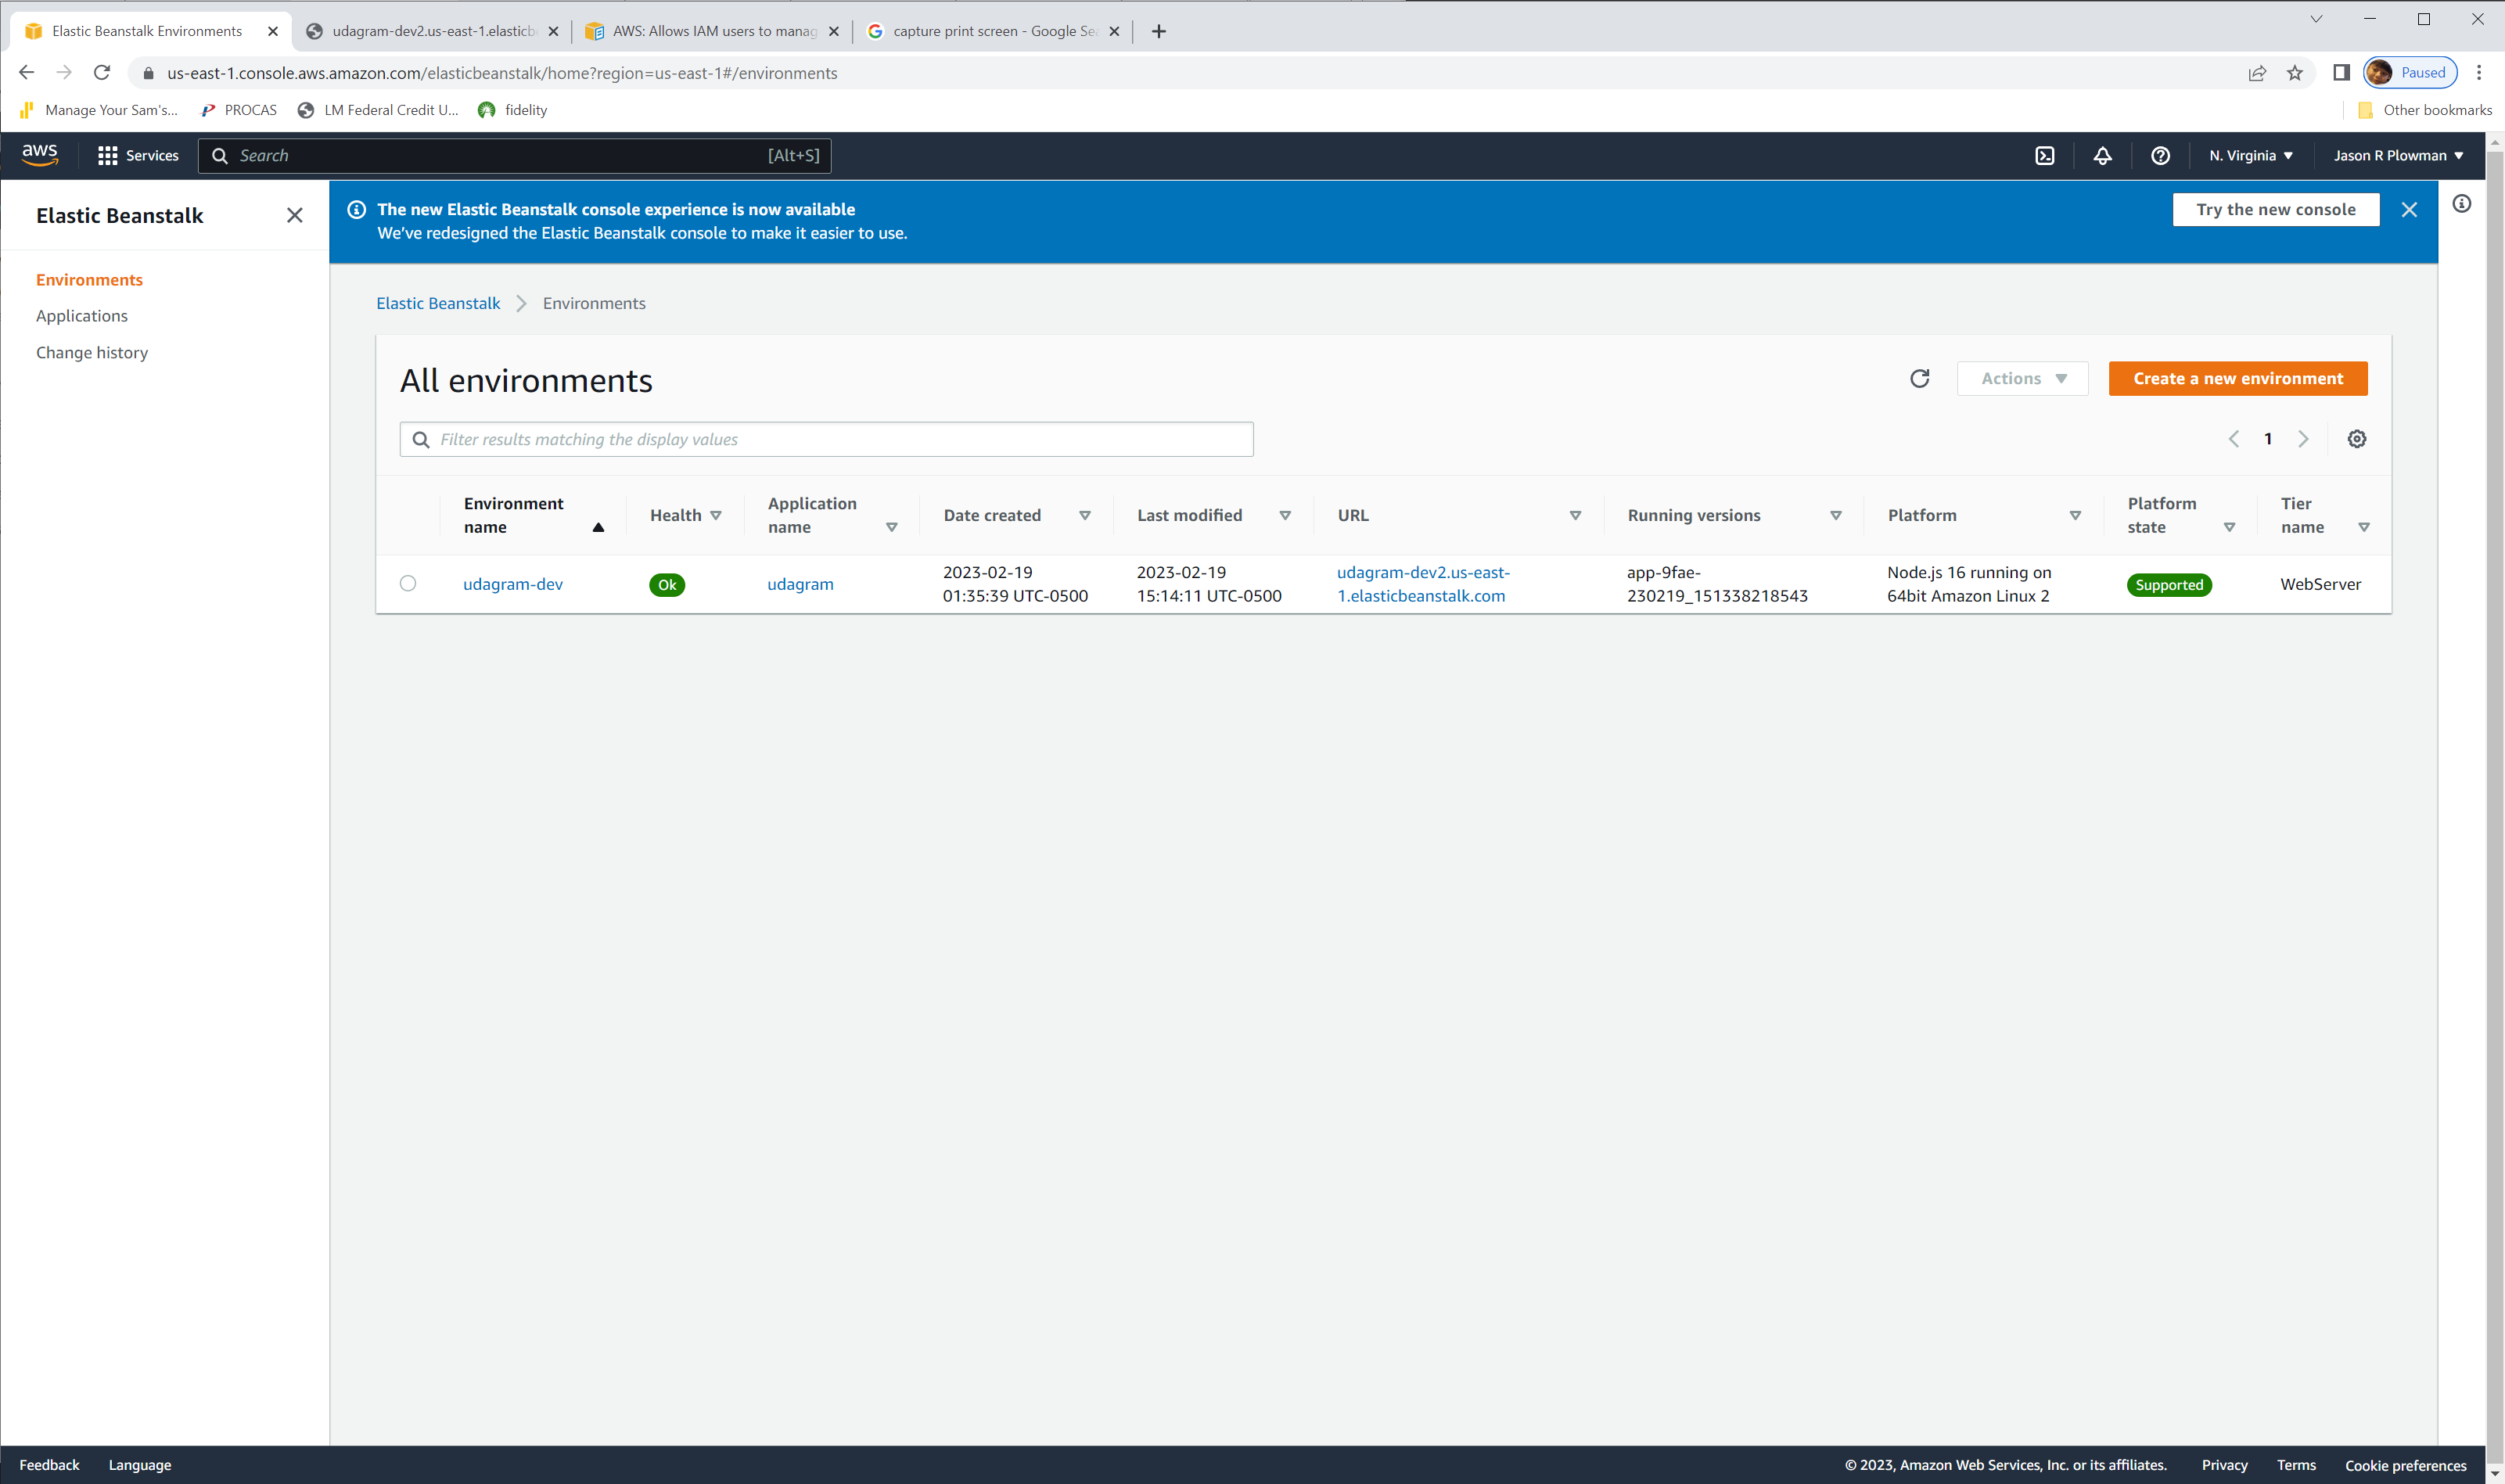 Elastic Beanstalk Environments
udagram-dev2.us-east-1.elasticb
AWS: Allows IAM users to manag
capture print screen - Google Se
us-east-1.console.aws.amazon.com/elasticbeanstalk/home?region=us-east-1#/environments
Paused
Manage Your Sam's...
PROCAS
LM Federal Credit U...
fidelity
Other bookmarks
aws
Services
Search
[Alt+S]
N. Virginia
Jason R Plowman
Elastic Beanstalk
Environments
Applications
Change history
The new Elastic Beanstalk console experience is now available
We've redesigned the Elastic Beanstalk console to make it easier to use.
Try the new console
Elastic Beanstalk
Environments
All environments
Actions
Create a new environment
Filter results matching the display values
1
Environment
name
Health
Application
name
Date created
Last modified
URL
Running versions
Platform
Platform
state
Tier
name
udagram-dev
Ok
udagram
2023-02-19
01:35:39 UTC-0500
2023-02-19
15:14:11 UTC-0500
udagram-dev2.us-east-
1.elasticbeanstalk.com
app-9fae-
230219_151338218543
Node.js 16 running on
64bit Amazon Linux 2
Supported
WebServer
Feedback
Language
© 2023, Amazon Web Services, Inc. or its affiliates.
Privacy
Terms
Cookie preferences